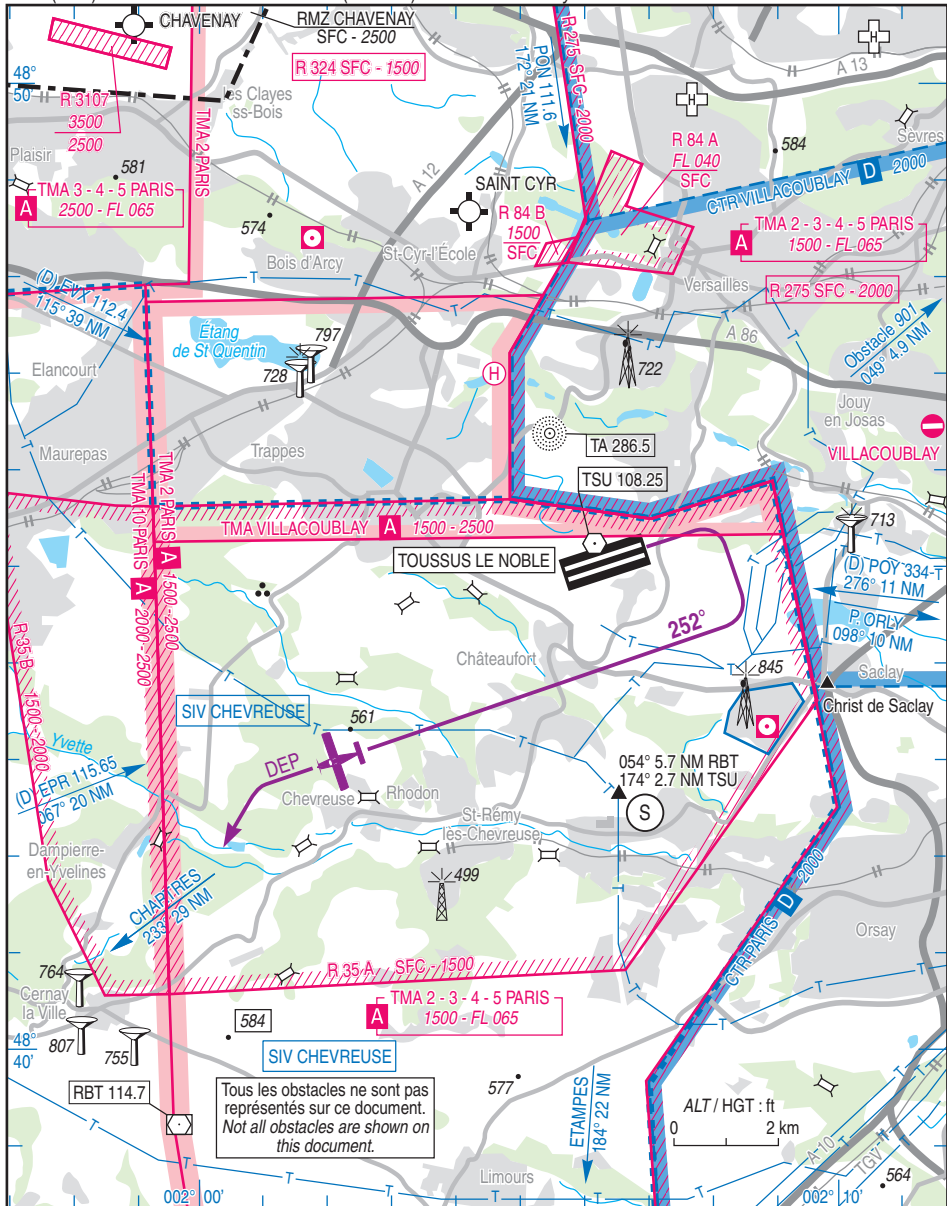 CHAVENAY
RMZ CHAVENAY
SFC - 2500
R 324 SFC - 1500
R 275 SFC - 2000
PON 111.6
172° 21 NM
A 13
48°
50'
les Clayes
ss-Bois
R 3107
3500
2500
TMA 2 PARIS
Plaisir
581
A 12
R 84 A
FL 040
SFC
584
Sèvres
A
TMA 3 - 4 - 5 PARIS
2500 - FL 065
574
SAINT CYR
R 84 B
1500
SFC
CTR VILLACOUBLAY D 2000
A
TMA 2 - 3 - 4 - 5 PARIS
1500 - FL 065
Bois d'Arcy
St-Cyr-l'École
Versailles
R 275 SFC - 2000
(D) EVX 112.4
115° 39 NM
Étang
de St Quentin
797
728
A 86
Obstacle 901
049° 4.9 NM
Elancourt
H
722
Jouy
en Josas
VILLACOUBLAY
Maurepas
Trappes
TA 286.5
TSU 108.25
TMA VILLACOUBLAY A 1500 - 2500
713
TMA 2 PARIS A 1500 - 2500
TMA 10 PARIS A 2000 - 2500
TOUSSUS LE NOBLE
(D) POY 334-T
276° 11 NM
P. ORLY
098° 10 NM
252°
R 35 B 1500 - 2000
Châteaufort
845
Saclay
Christ de Saclay
SIV CHEVREUSE
561
Yvette
DEP
054° 5.7 NM RBT
174° 2.7 NM TSU
S
(D) EPR 115.65
067° 20 NM
Chevreuse
Rhodon
St-Rémy
lès-Chevreuse
Dampierre-
en-Yvelines
499
CHARTRES
233° 29 NM
CTR PARIS D 2000
Orsay
764
R 35 A SFC - 1500
Cernay
la Ville
A
TMA 2 - 3 - 4 - 5 PARIS
1500 - FL 065
584
48°
40'
807
755
SIV CHEVREUSE
577
RBT 114.7
Tous les obstacles ne sont pas
représentés sur ce document.
Not all obstacles are shown on
this document.
ETAMPES
184° 22 NM
ALT / HGT : ft
0 2 km
A-10
TGV
564
Limours
002° 00'
002° 10'